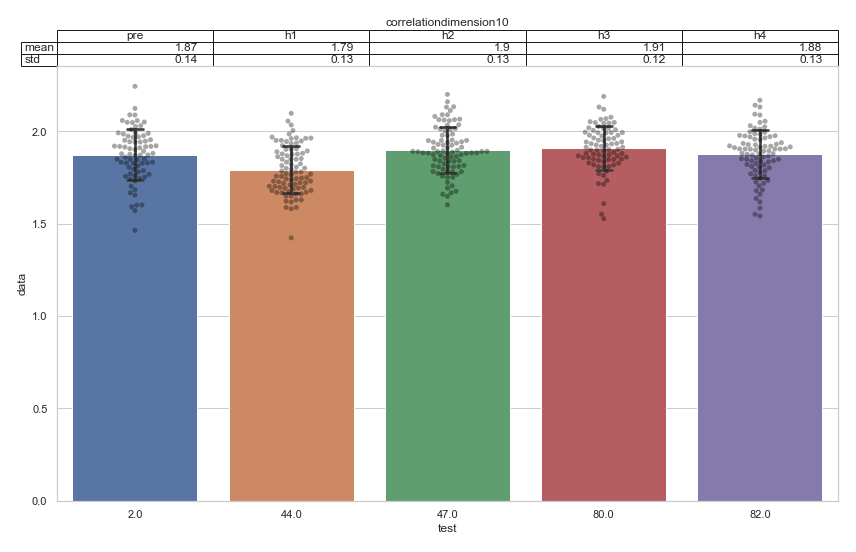 correlationdimension10
pre h1 h2 h3 h4
mean 1.87 1.79 1.9 1.91 1.88
std 0.14 0.13 0.13 0.12 0.13
2.0
1.5
1.0
0.5
0.0
data
2.0 44.0 47.0 80.0 82.0
test